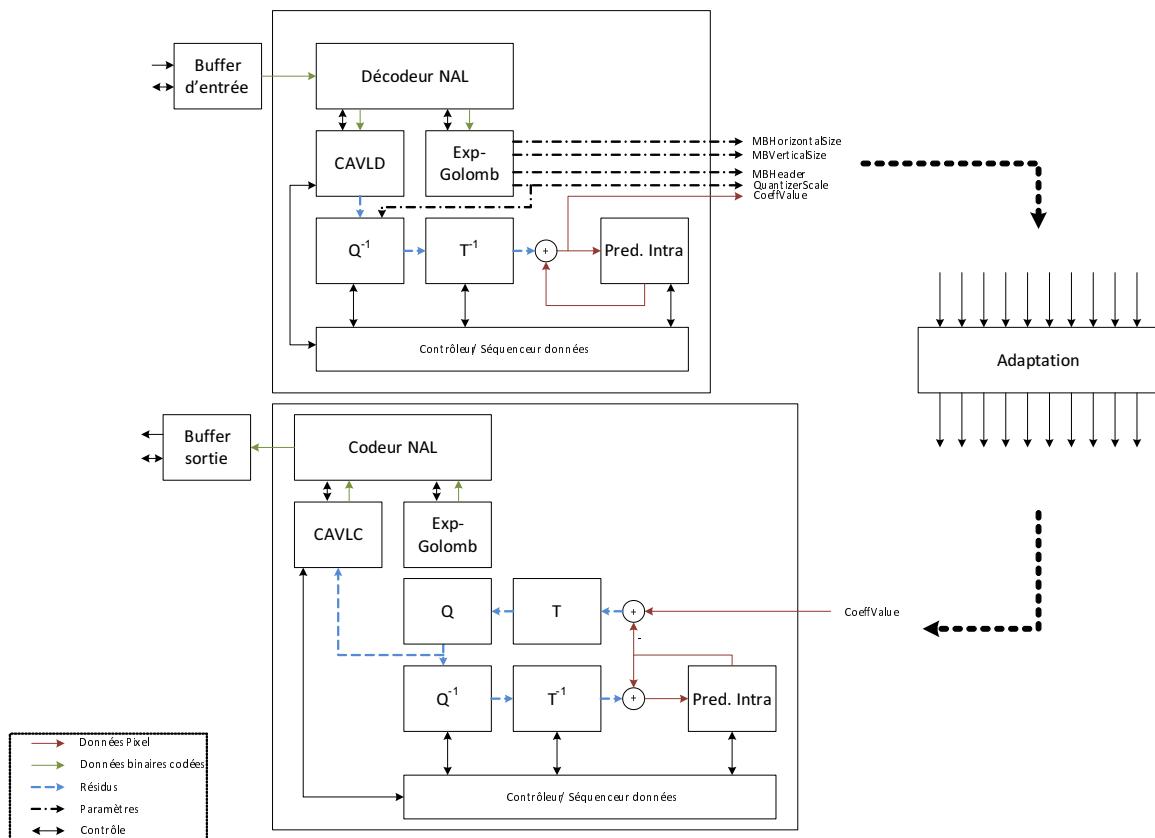 Buffer
d'entrée
Décodeur NAL
CAVLD
Exp-
Golomb
MBHorizontalSize
MBVerticalSize
MBHeader
QuantizerScale
CoeffValue
Q-1
T-1
+
Pred. Intra
Contrôleur/ Séquenceur données
Adaptation
Buffer
sortie
Codeur NAL
CAVLC
Exp-
Golomb
Q
T
+
CoeffValue
-
Q-1
T-1
+
Pred. Intra
Contrôleur/ Séquenceur données
Données Pixel
Données binaires codées
Résidus
Paramètres
Contrôle